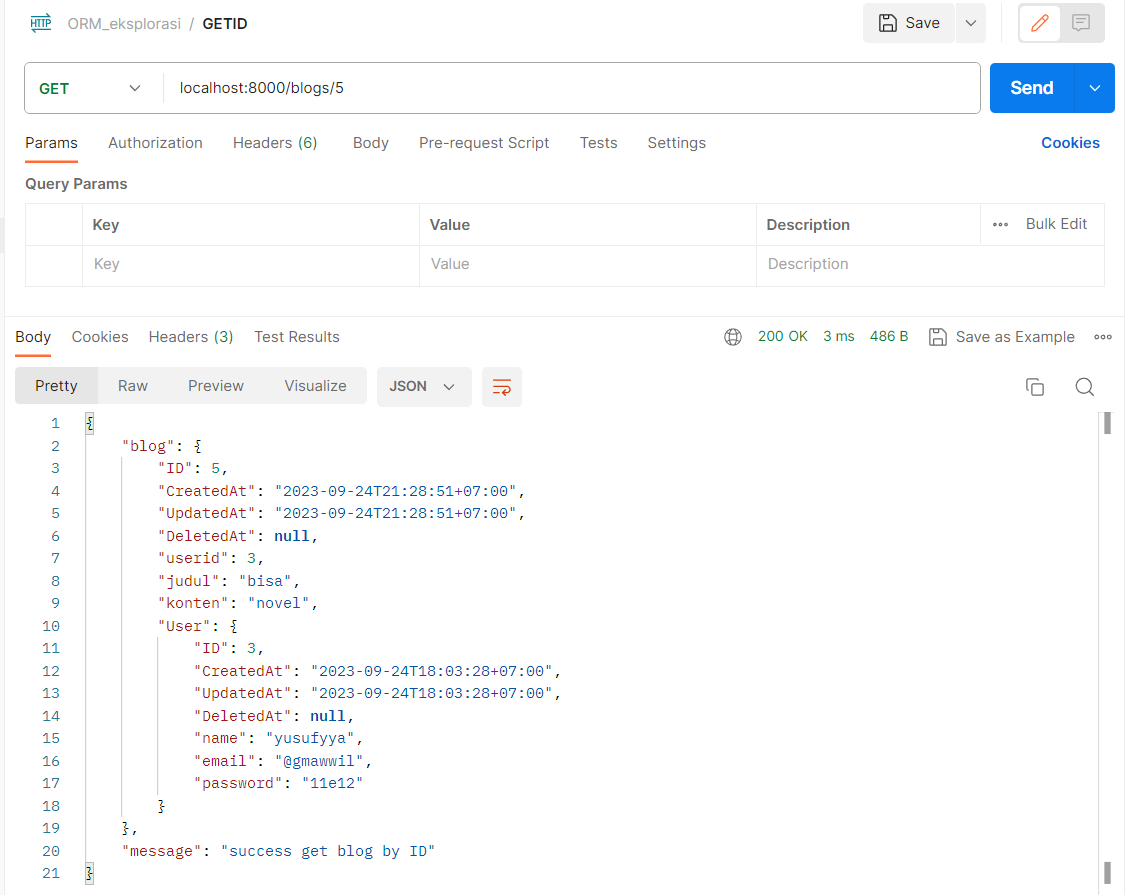 HTTP ORM_eksplorasi / GETID Save
GET localhost:8000/blogs/5 Send
Params Authorization Headers (6) Body Pre-request Script Tests Settings Cookies
Query Params
Key Value Description ••• Bulk Edit
Key Value Description
Body Cookies Headers (3) Test Results 200 OK 3 ms 486 B Save as Example •••
Pretty Raw Preview Visualize JSON
1 {
2 "blog": {
3 "ID": 5,
4 "CreatedAt": "2023-09-24T21:28:51+07:00",
5 "UpdatedAt": "2023-09-24T21:28:51+07:00",
6 "DeletedAt": null,
7 "userid": 3,
8 "judul": "bisa",
9 "konten": "novel",
10 "User": {
11 "ID": 3,
12 "CreatedAt": "2023-09-24T18:03:28+07:00",
13 "UpdatedAt": "2023-09-24T18:03:28+07:00",
14 "DeletedAt": null,
15 "name": "yusufyya",
16 "email": "@gmawwil",
17 "password": "11e12"
18 }
19 },
20 "message": "success get blog by ID"
21 }